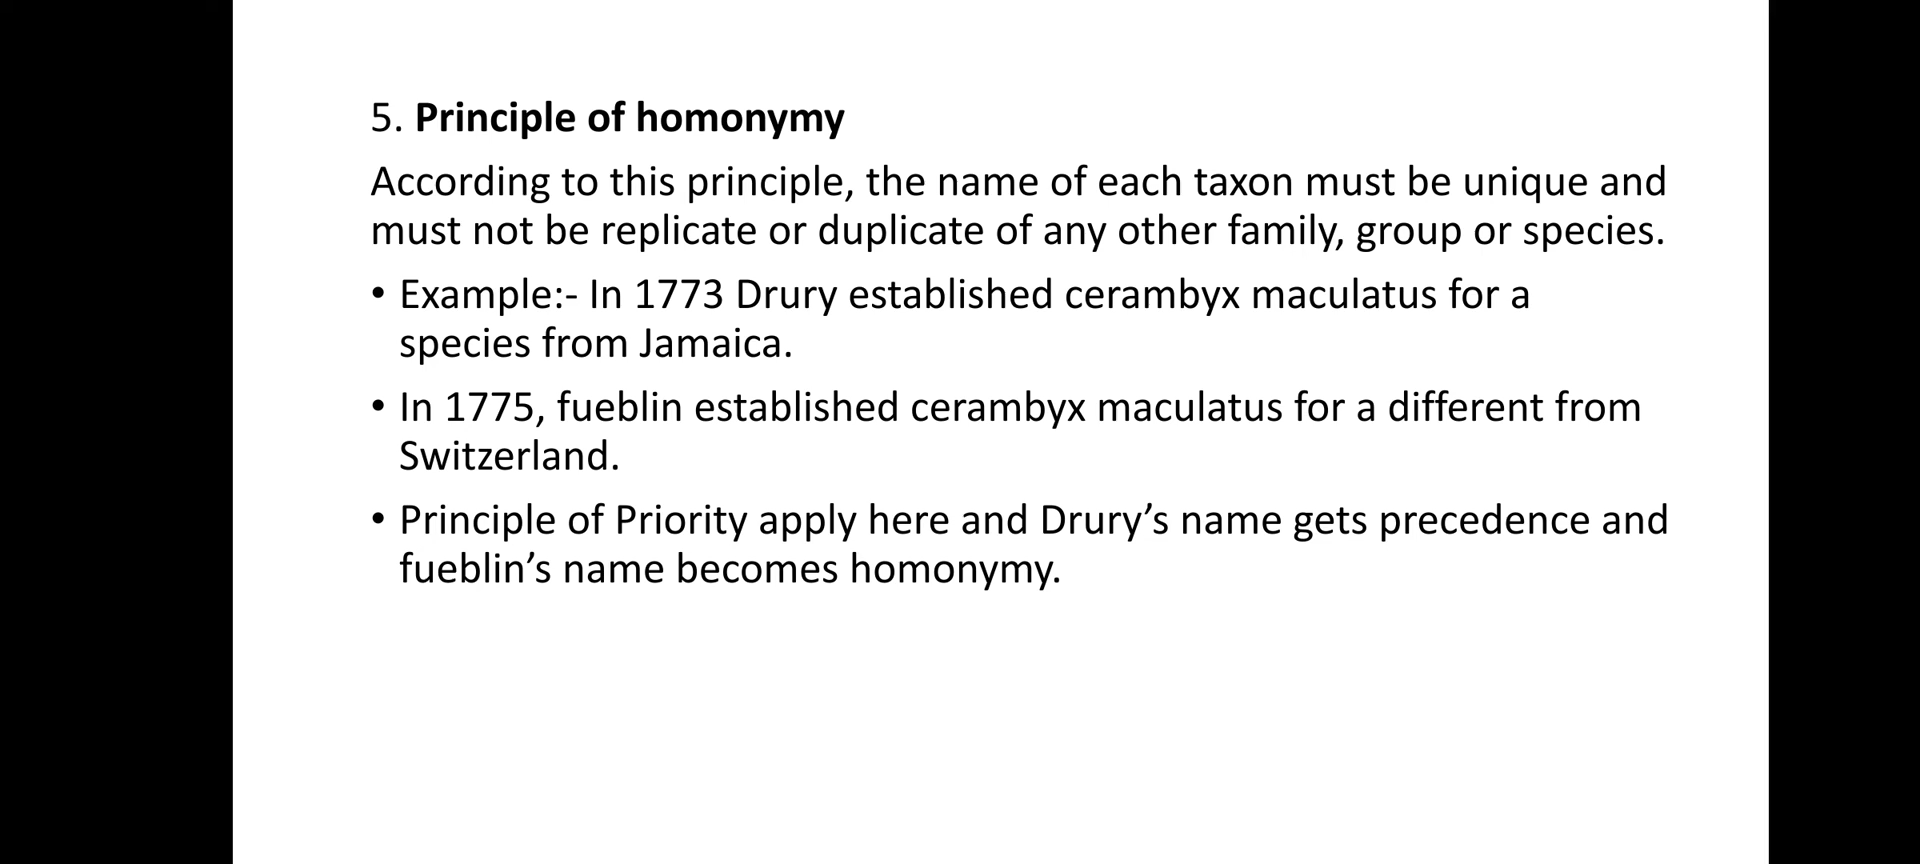 5. Principle of homonymy
According to this principle, the name of each taxon must be unique and
must not be replicate or duplicate of any other family, group or species.
• Example:- In 1773 Drury established cerambyx maculatus for a
species from Jamaica.
• In 1775, fueblin established cerambyx maculatus for a different from
Switzerland.
• Principle of Priority apply here and Drury’s name gets precedence and
fueblin’s name becomes homonymy.